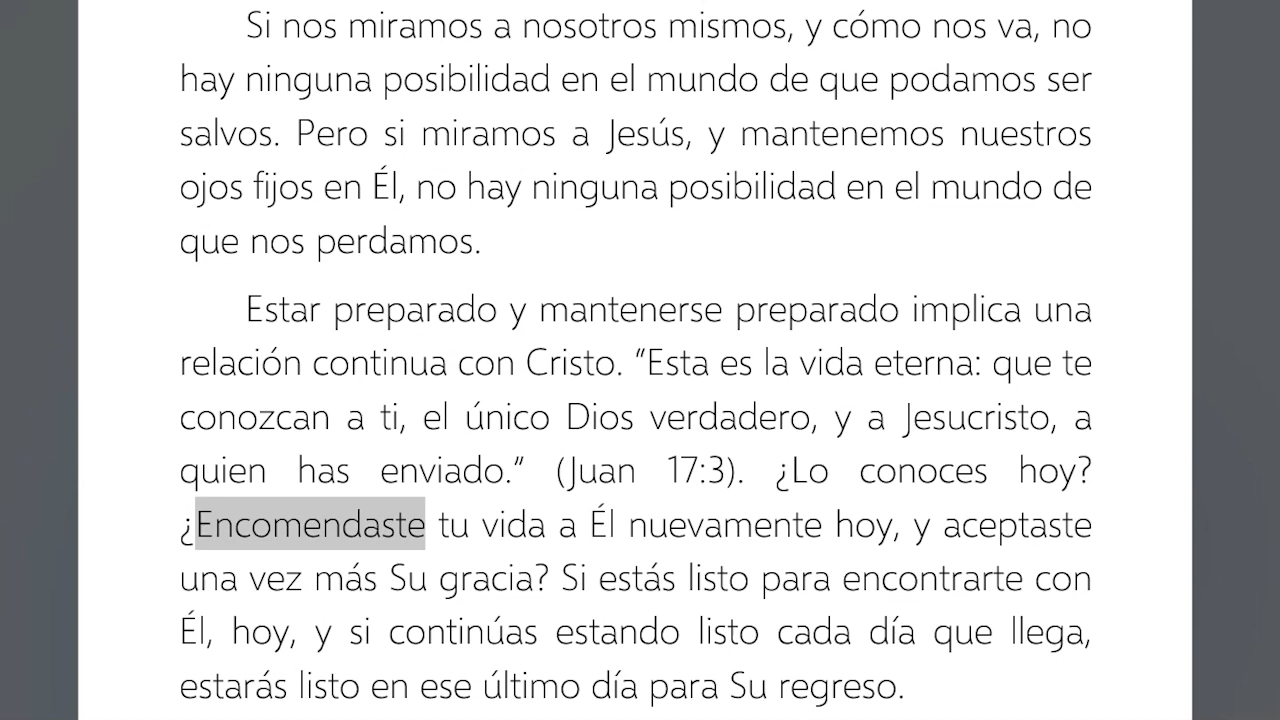 Si nos miramos a nosotros mismos, y cómo nos va, no
hay ninguna posibilidad en el mundo de que podamos ser
salvos. Pero si miramos a Jesús, y mantenemos nuestros
ojos fijos en Él, no hay ninguna posibilidad en el mundo de
que nos perdamos.
Estar preparado y mantenerse preparado implica una
relación continua con Cristo. “Esta es la vida eterna: que te
conozcan a ti, el único Dios verdadero, y a Jesucristo, a
quien has enviado.” (Juan 17:3). ¿Lo conoces hoy?
¿Encomendaste tu vida a Él nuevamente hoy, y aceptaste
una vez más Su gracia? Si estás listo para encontrarte con
Él, hoy, y si continúas estando listo cada día que llega,
estarás listo en ese último día para Su regreso.